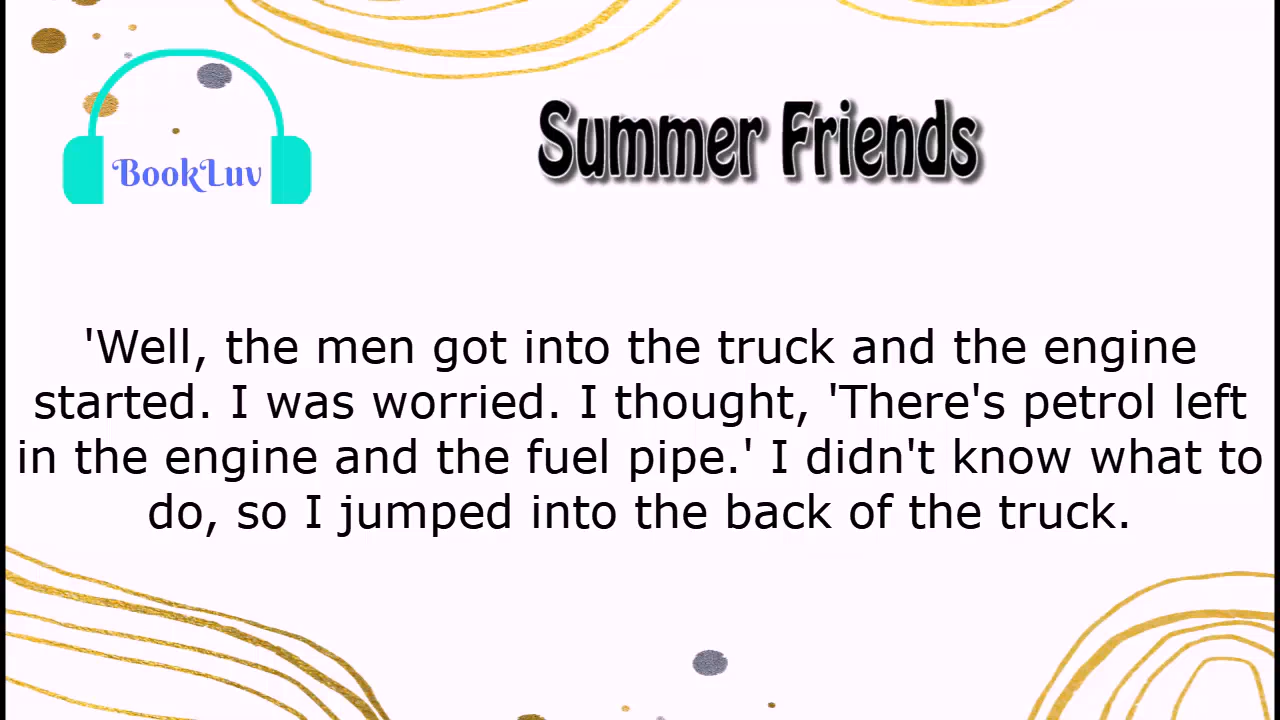 Summer Friends
BookLuv
'Well, the men got into the truck and the engine
started. I was worried. I thought, 'There's petrol left
in the engine and the fuel pipe.' I didn't know what to
do, so I jumped into the back of the truck.